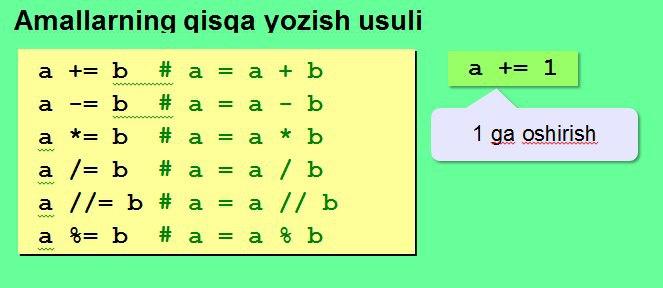 Amallarning qisqa yozish usuli
a += b  # a = a + b
a -= b  # a = a - b
a *= b  # a = a * b
a /= b  # a = a / b
a //= b # a = a // b
a %= b  # a = a % b
a += 1
1 ga oshirish